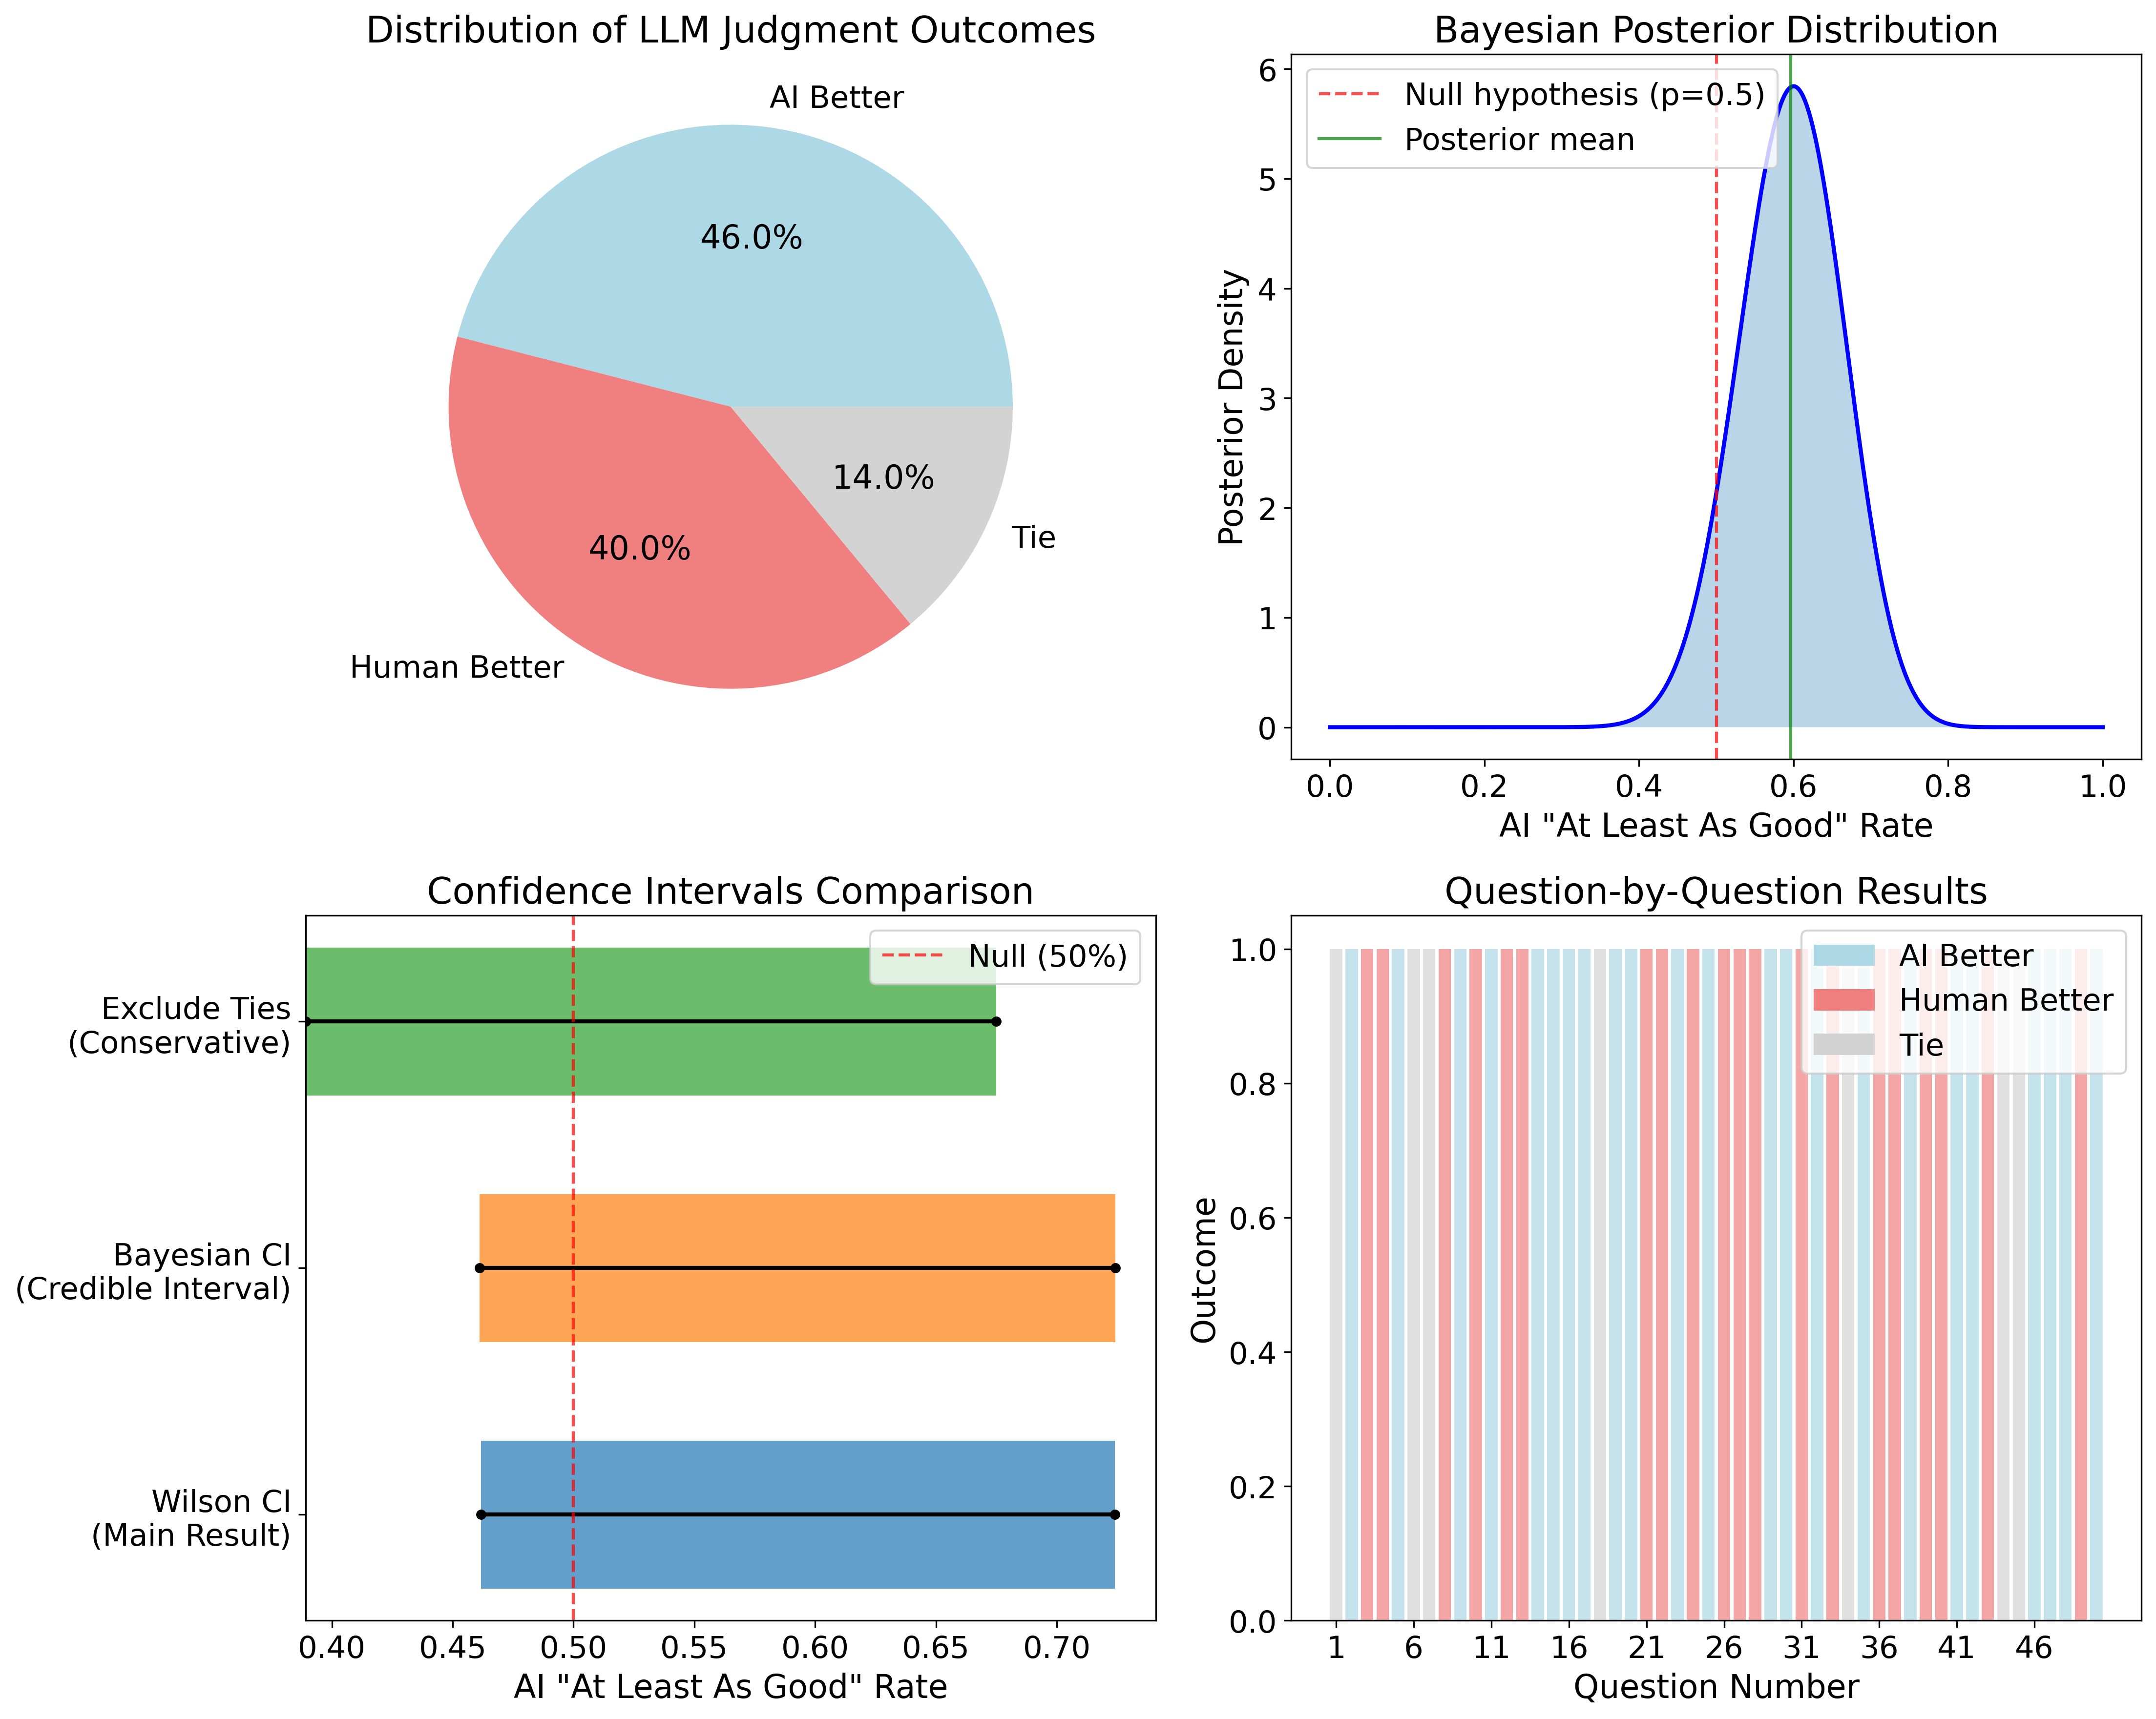 Distribution of LLM Judgment Outcomes
AI Better
46.0%
14.0%
Tie
40.0%
Human Better
Bayesian Posterior Distribution
Null hypothesis (p=0.5)
Posterior mean
6
5
4
3
2
1
0
Posterior Density
0.0 0.2 0.4 0.6 0.8 1.0
AI "At Least As Good" Rate
Confidence Intervals Comparison
Null (50%)
Exclude Ties
(Conservative)
Bayesian CI
(Credible Interval)
Wilson CI
(Main Result)
0.40 0.45 0.50 0.55 0.60 0.65 0.70
AI "At Least As Good" Rate
Question-by-Question Results
AI Better
Human Better
Tie
1.0
0.8
0.6
0.4
0.2
0.0
Outcome
1 6 11 16 21 26 31 36 41 46
Question Number